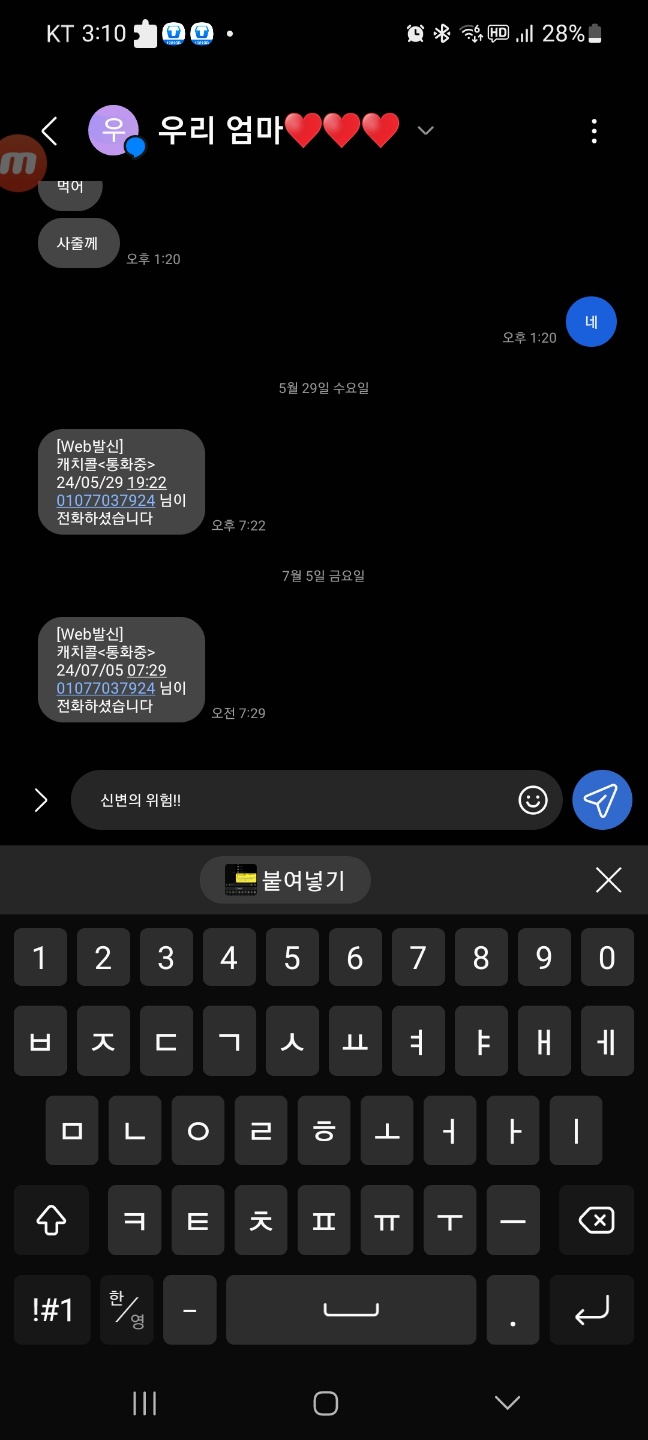 KT 3:10
HD 28%
우 우리 엄마❤️❤️❤️
m
먹어
사줄께
오후 1:20
네
오후 1:20
5월 29일 수요일
[Web발신]
캐치콜<통화중>
24/05/29 19:22
01077037924 님이
전화하셨습니다
오후 7:22
7월 5일 금요일
[Web발신]
캐치콜<통화중>
24/07/05 07:29
01077037924 님이
전화하셨습니다
오전 7:29
신변의 위험!!
붙여넣기
1 2 3 4 5 6 7 8 9 0
ㅂ ㅈ ㄷ ㄱ ㅅ ㅛ ㅕ ㅑ ㅐ ㅔ
ㅁ ㄴ ㅇ ㄹ ㅎ ㅗ ㅓ ㅏ ㅣ
ㅋ ㅌ ㅊ ㅍ ㅠ ㅜ ㅡ
!#1 한/영 - .